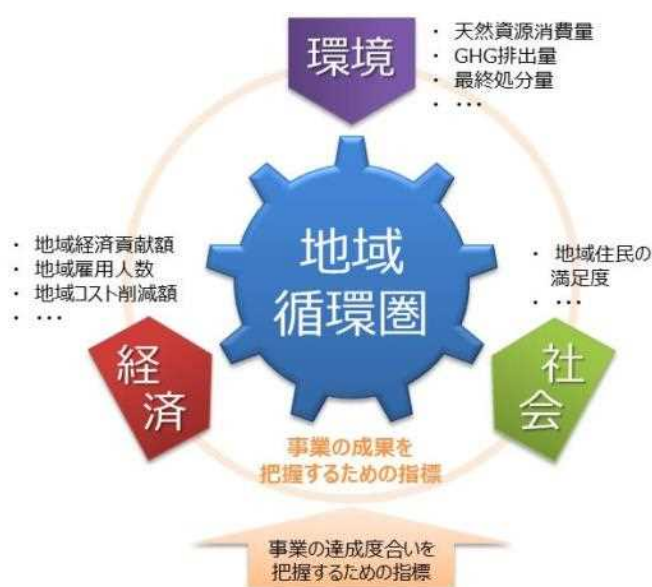 環境
・ 天然資源消費量
・ GHG排出量
・ 最終処分量
・ ・・・
地域
循環圏
・ 地域経済貢献額
・ 地域雇用人数
・ 地域コスト削減額
・ ・・・
経
済
・ 地域住民の
満足度
・ ・・・
社
会
事業の成果を
把握するための指標
事業の達成度合いを
把握するための指標